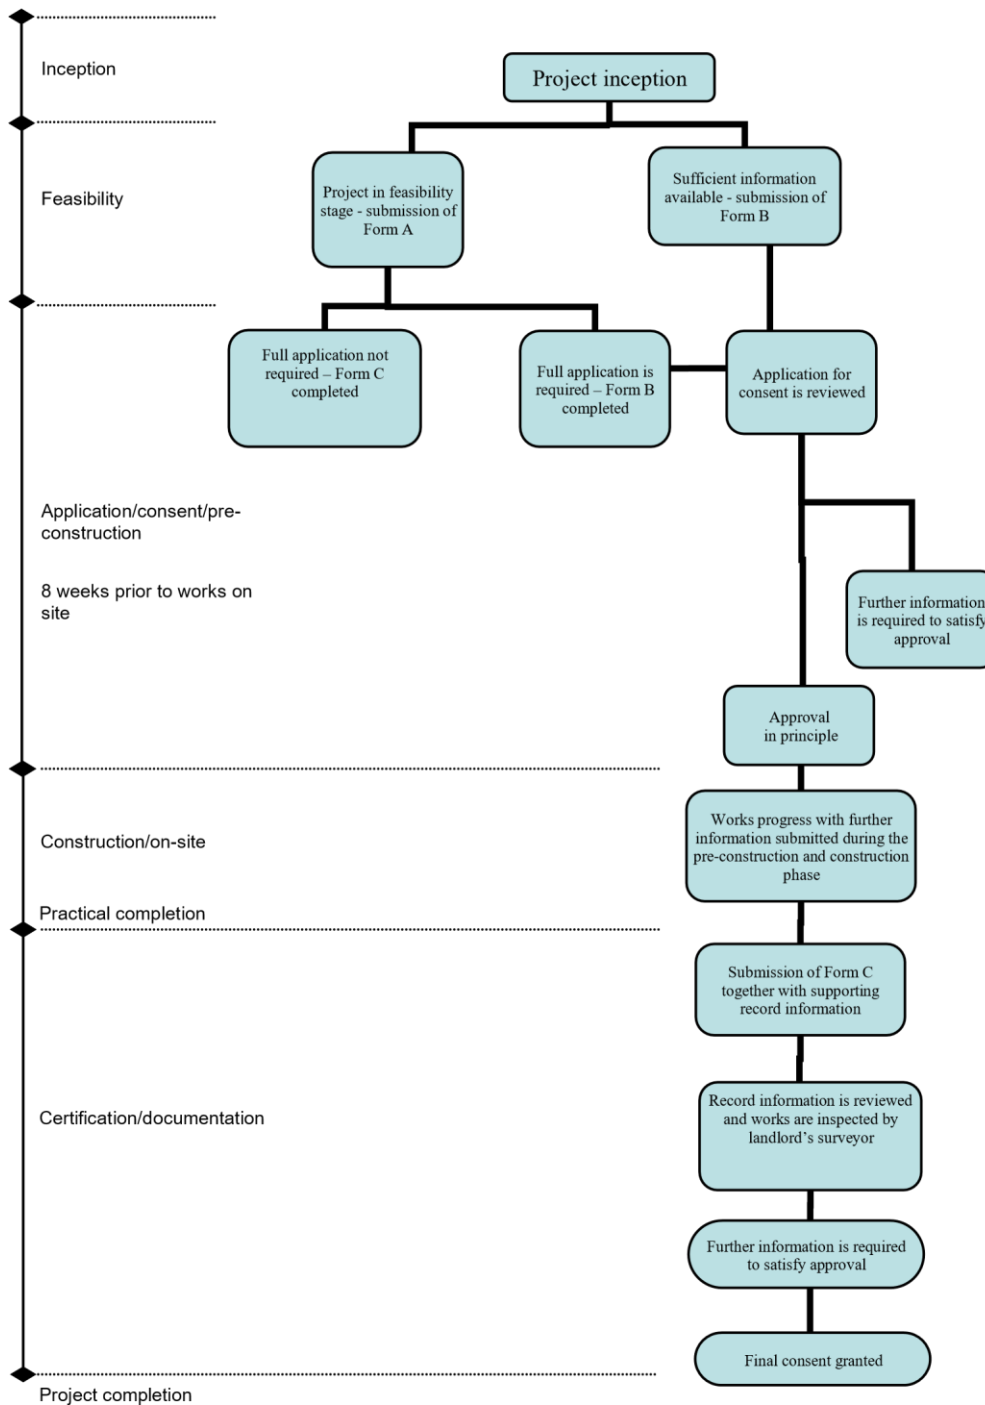 Inception
Project inception
Feasibility
Project in feasibility
stage - submission of
Form A
Sufficient information
available - submission of
Form B
Full application not
required – Form C
completed
Full application is
required – Form B
completed
Application for
consent is reviewed
Application/consent/pre-
construction
8 weeks prior to works on
site
Further information
is required to satisfy
approval
Approval
in principle
Construction/on-site
Works progress with further
information submitted during the
pre-construction and construction
phase
Practical completion
Submission of Form C
together with supporting
record information
Certification/documentation
Record information is reviewed
and works are inspected by
landlord’s surveyor
Further information is required
to satisfy approval
Final consent granted
Project completion